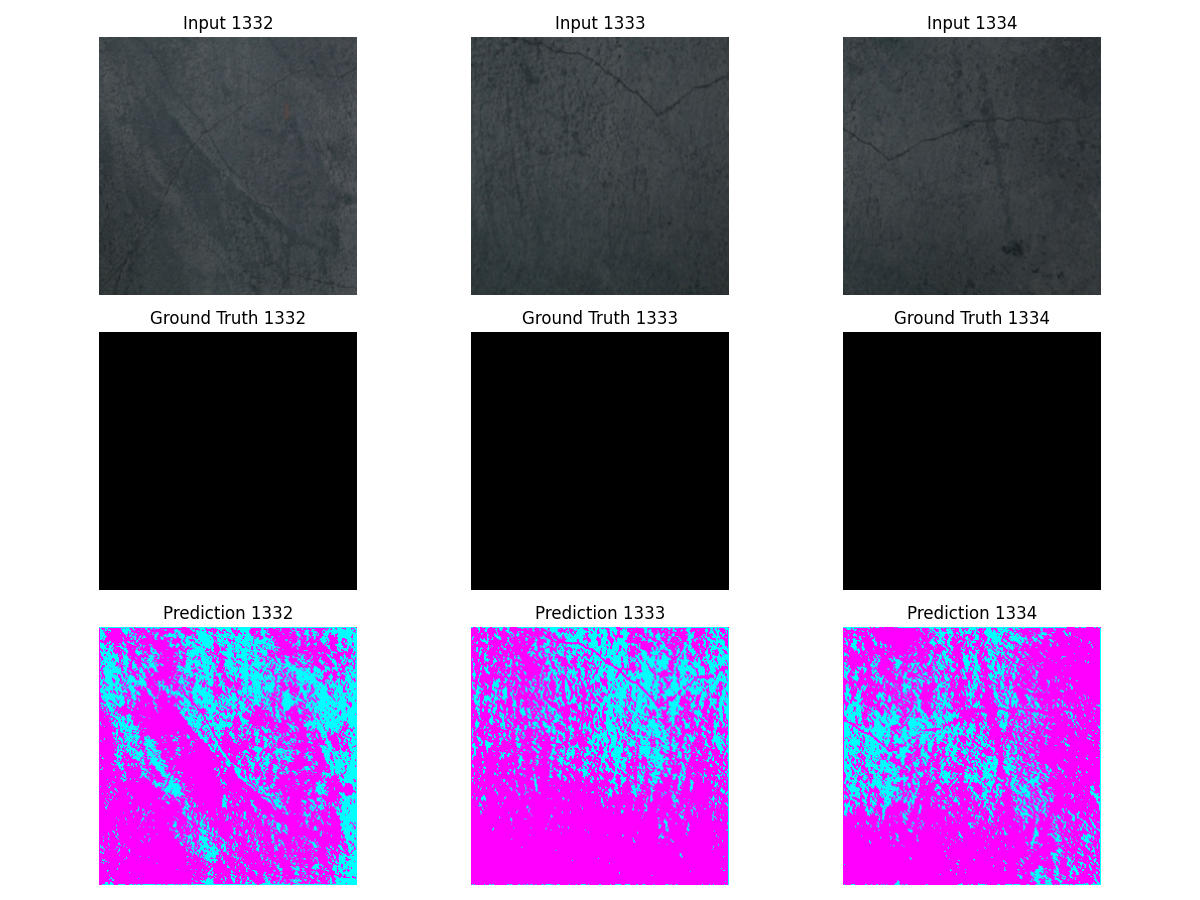 Input 1332
Input 1333
Input 1334
Ground Truth 1332
Ground Truth 1333
Ground Truth 1334
Prediction 1332
Prediction 1333
Prediction 1334